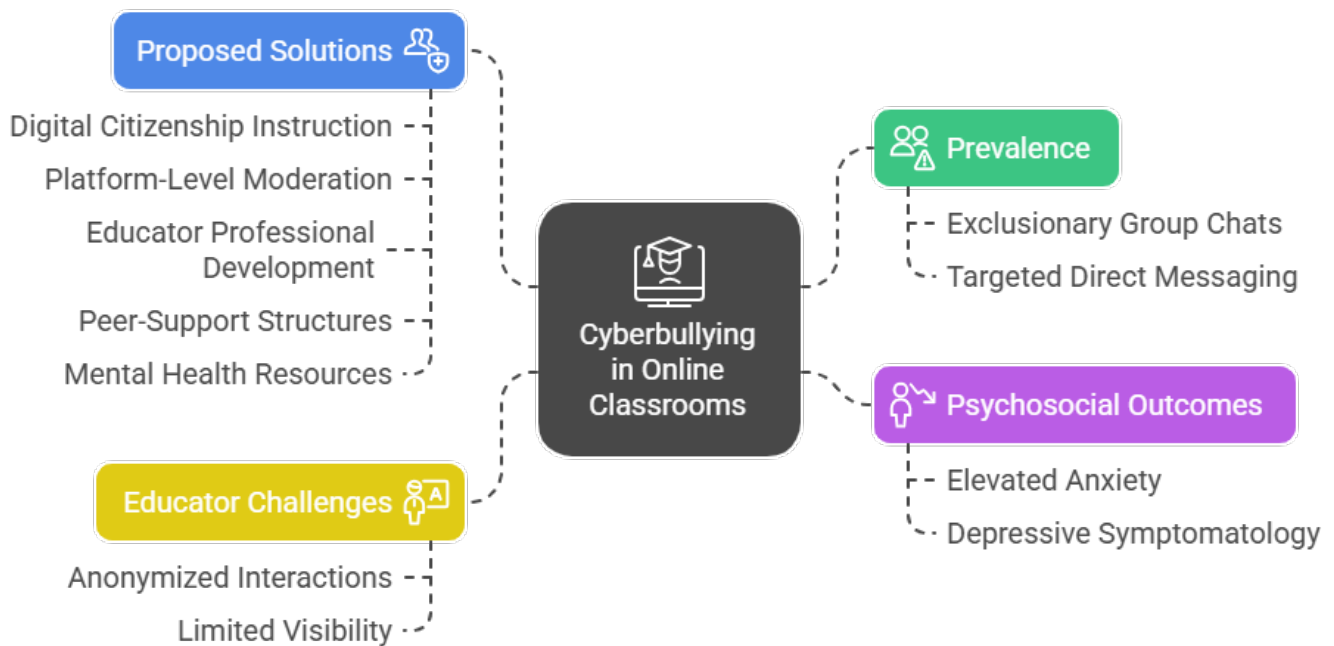 Proposed Solutions
Digital Citizenship Instruction
Platform-Level Moderation
Educator Professional
Development
Peer-Support Structures
Mental Health Resources
Educator Challenges
A
Anonymized Interactions
Limited Visibility
Cyberbullying
in Online
Classrooms
Prevalence
Exclusionary Group Chats
Targeted Direct Messaging
Psychosocial Outcomes
Elevated Anxiety
Depressive Symptomatology